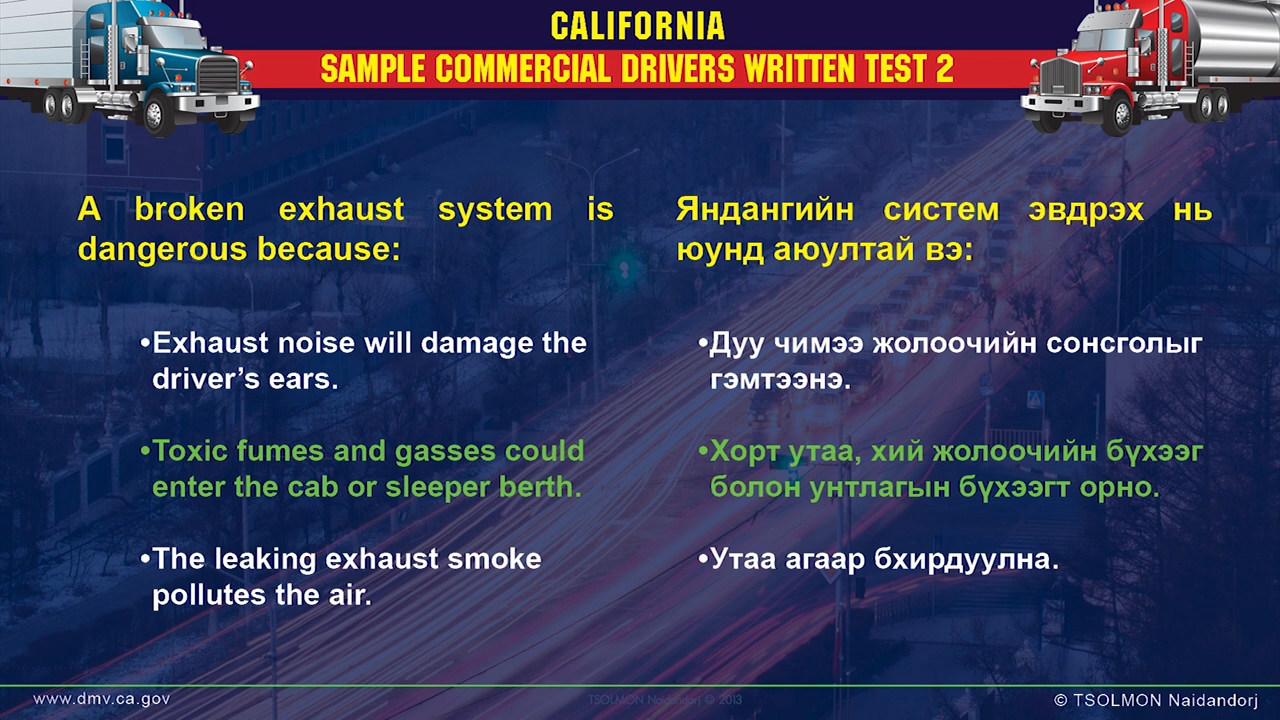 CALIFORNIA
SAMPLE COMMERCIAL DRIVERS WRITTEN TEST 2
A broken exhaust system is
dangerous because:
•Exhaust noise will damage the
driver's ears.
•Toxic fumes and gasses could
enter the cab or sleeper berth.
•The leaking exhaust smoke
pollutes the air.
Яндангийн систем эвдрэх нь
юунд аюултай вэ:
•Дуу чимээ жолоочийн сонсголыг
гэмтээнэ.
•Хорт утаа, хий жолоочийн бүхээг
болон унтлагын бүхээгт орно.
•Утаа агаар бхирдуулна.
www.dmv.ca.gov
TSOLMON Naidandorj © 2013
© TSOLMON Naidandorj